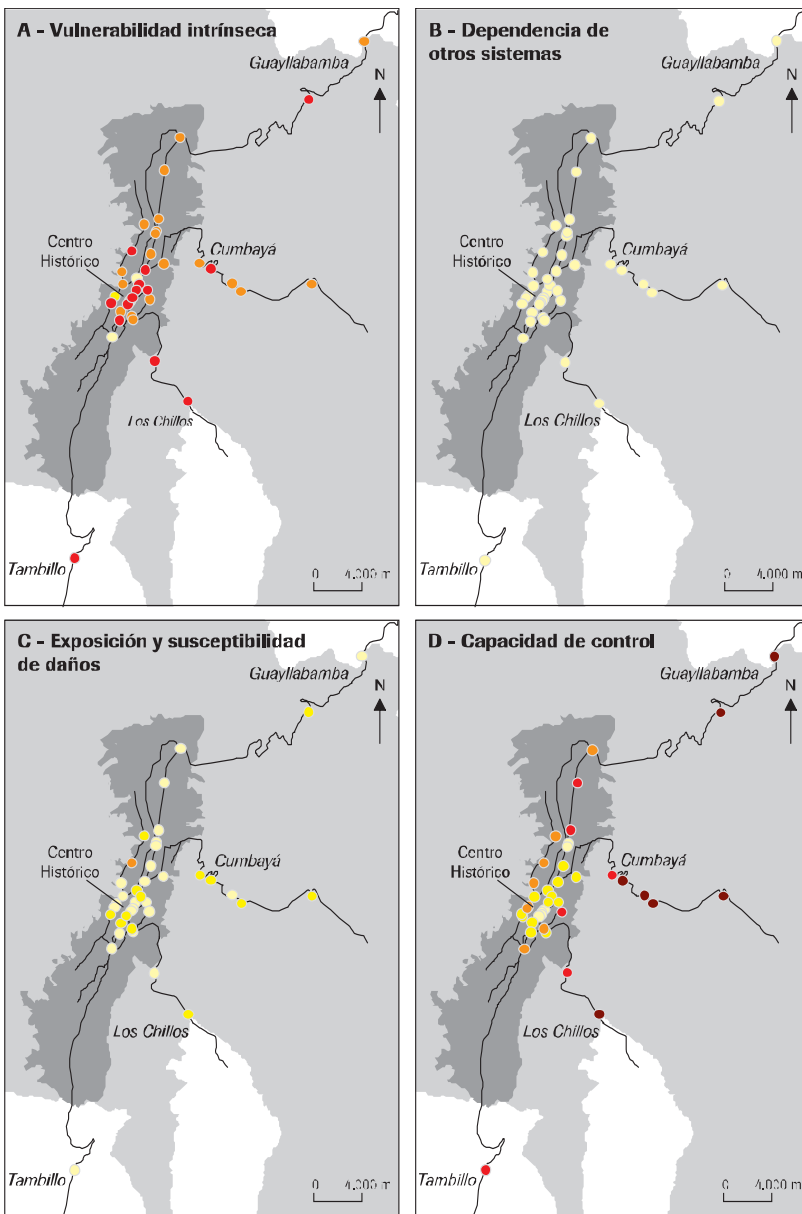 A - Vulnerabilidad intrínseca
Guayllabamba
N
Centro
Histórico
Cumbayá
Los Chillos
Tambillo
0 4.000 m
B - Dependencia de
otros sistemas
Guayllabamba
N
Centro
Histórico
Cumbayá
Los Chillos
Tambillo
0 4.000 m
C - Exposición y susceptibilidad
de daños
Guayllabamba
N
Centro
Histórico
Cumbayá
Los Chillos
Tambillo
0 4.000 m
D - Capacidad de control
Guayllabamba
N
Centro
Histórico
Cumbayá
Los Chillos
Tambillo
0 4.000 m